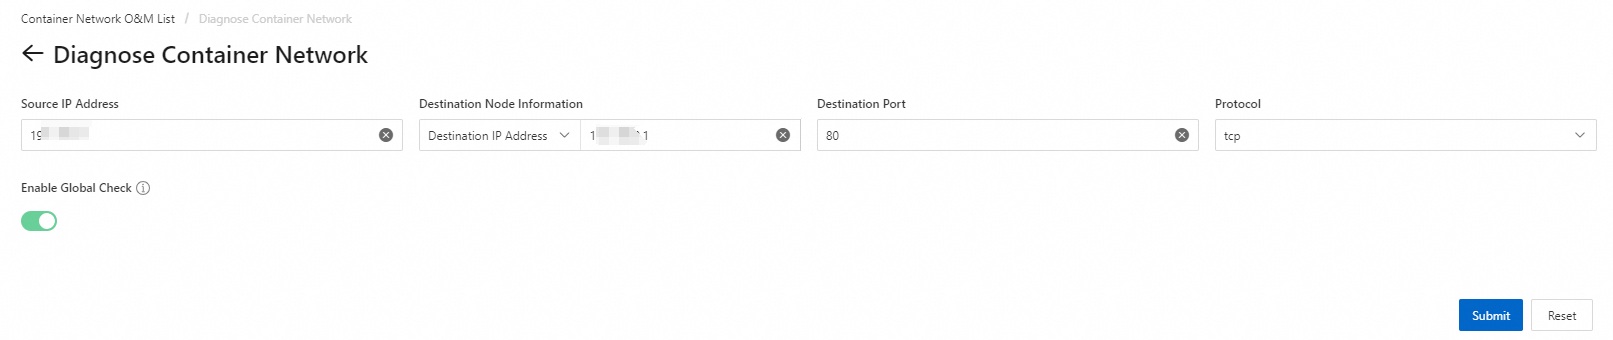 Container Network O&M List / Diagnose Container Network
Diagnose Container Network
Source IP Address
Destination Node Information
Destination Port
Protocol
Destination IP Address
80
tcp
Enable Global Check
Submit
Reset